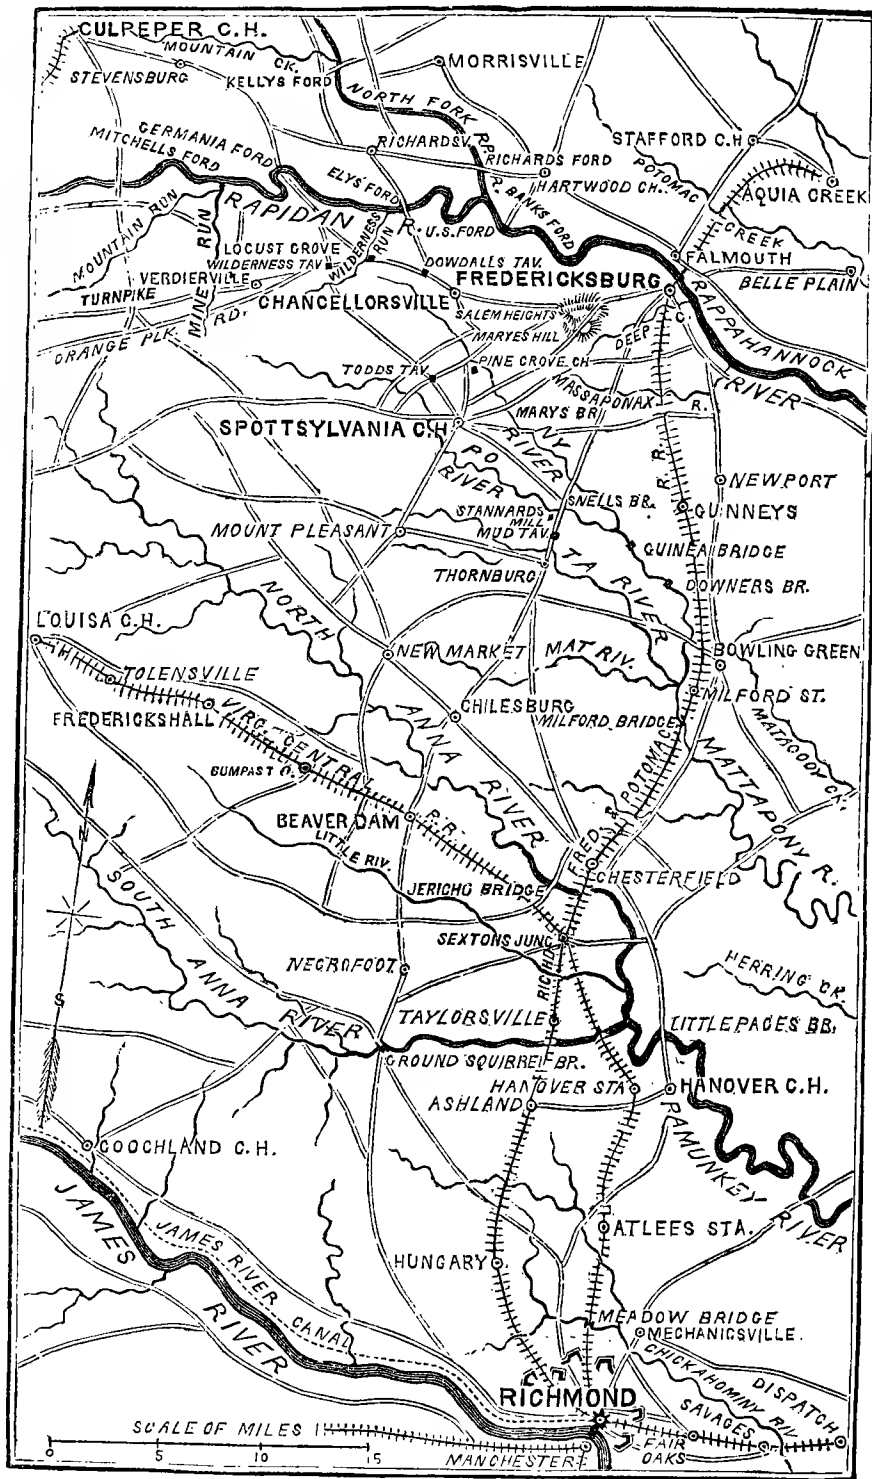 CULPEPER C.H.
MOUNTAIN CK.
STEVENSBURG
KELLYS FORD
MORRISVILLE
NORTH FORK RP. R.
STAFFORD C.H
GERMANIA FORD
MITCHELLS FORD
RICHARDSV.
RICHARDS FORD
HARTWOOD CH.
POTOMAC CREEK
AQUIA CREEK
ELYS FORD
BANKS FORD
RAPIDAN R.
U.S. FORD
MOUNTAIN RUN
MINE RUN
LOCUST GROVE
WILDERNESS TAV
WILDERNESS RUN
DOWDALLS TAV.
FALMOUTH
VERDIERVILLE
FREDERICKSBURG
BELLE PLAIN
TURNPIKE
CHANCELLORSVILLE
SALEM HEIGHTS
MARYES HILL
DEEP C.
RAPPAHANNOCK RIVER
ORANGE PLK RD.
TODDS TAV.
PINE GROVE CH
MASSAPONAX R.
MARYS BR.
SPOTTSYLVANIA C.H
NY RIVER
PO RIVER
R. R.
NEWPORT
STANNARDS MILL
SNELLS BR.
GUINNEYS
MOUNT PLEASANT
MUD TAV.
GUINEA BRIDGE
THORNBURG
TA RIVER
DOWNERS BR.
LOUISA C.H.
NORTH ANNA RIVER
NEW MARKET
MAT RIV.
BOWLING GREEN
TOLENSVILLE
MILFORD ST.
FREDERICKSHALL
VIRG. CENTRAL R.R.
CHILESBURG
MILFORD BRIDGE
MATAGOOY CK.
MATTAPONY R.
BUMPAST
BEAVER DAM
FRED. & POTOMAC
LITTLE RIV.
CHESTERFIELD
SOUTH ANNA RIVER
JERICHO BRIDGE
SEXTONS JUNC.
NEGROFOOT
RICHD
HERRING CK.
S
TAYLORSVILLE
LITTLEPAGES BR.
GROUND SQUIRREL BR.
HANOVER STA
HANOVER C.H.
ASHLAND
PAMUNKEY RIVER
GOOCHLAND C.H.
JAMES RIVER
JAMES RIVER CANAL
ATLEES STA.
HUNGARY
MEADOW BRIDGE
MECHANICSVILLE.
CHICKAHOMINY RIV
RICHMOND
DISPATCH
SAVAGES
FAIR OAKS
SCALE OF MILES
0 5 10 15
MANCHESTER